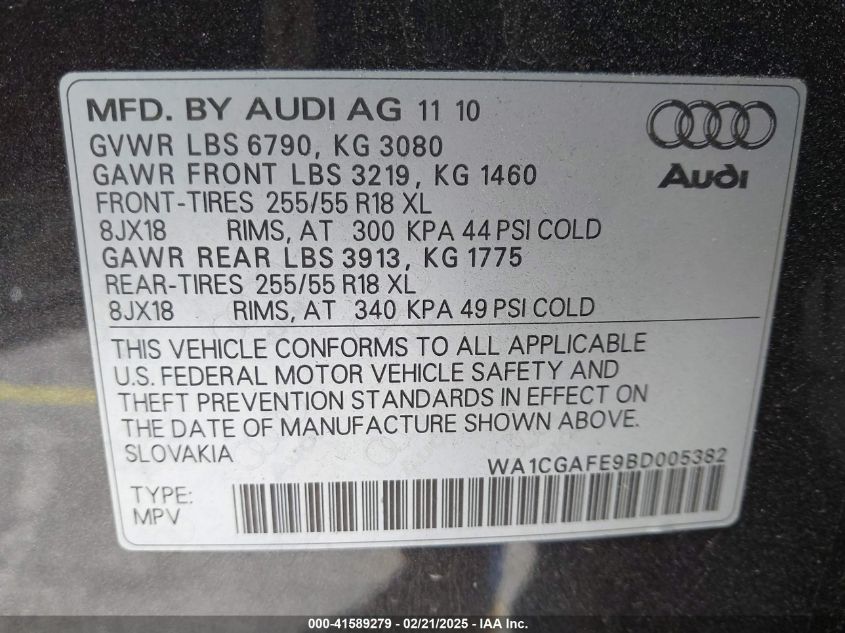 MFD. BY AUDI AG 11 10
GVWR LBS 6790, KG 3080
GAWR FRONT LBS 3219, KG 1460
FRONT-TIRES 255/55 R18 XL
8JX18 RIMS, AT 300 KPA 44 PSI COLD
GAWR REAR LBS 3913, KG 1775
REAR-TIRES 255/55 R18 XL
8JX18 RIMS, AT 340 KPA 49 PSI COLD
Audi
THIS VEHICLE CONFORMS TO ALL APPLICABLE
U.S. FEDERAL MOTOR VEHICLE SAFETY AND
THEFT PREVENTION STANDARDS IN EFFECT ON
THE DATE OF MANUFACTURE SHOWN ABOVE.
SLOVAKIA
WA1CGAFE9BD005382
TYPE:
MPV
000-41589279 - 02/21/2025 - IAA Inc.